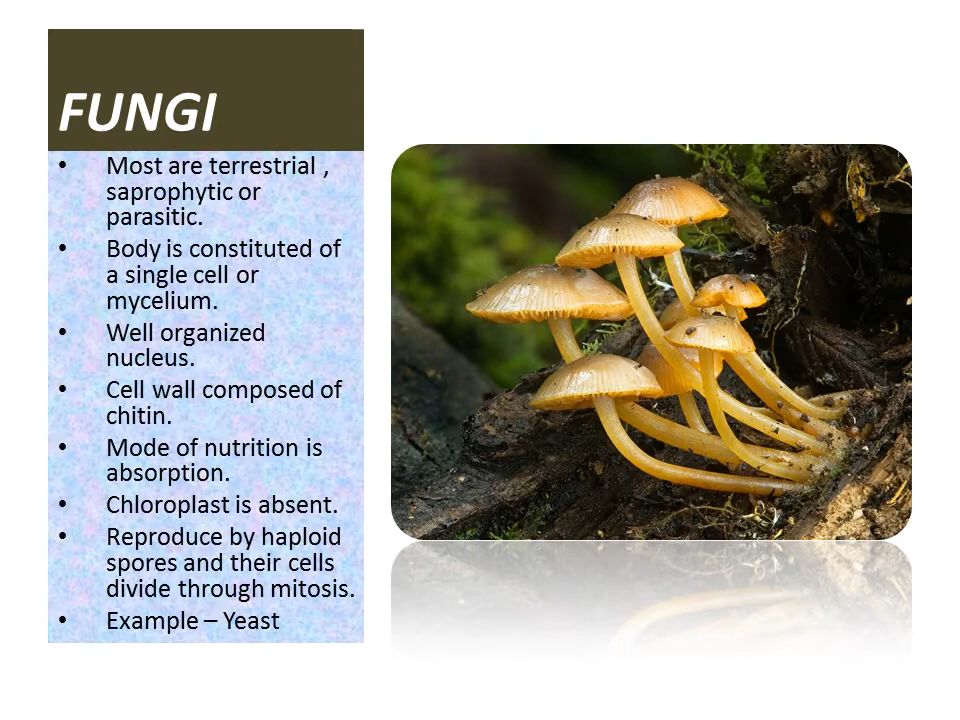 FUNGI
• Most are terrestrial ,
saprophytic or
parasitic.
• Body is constituted of
a single cell or
mycelium.
• Well organized
nucleus.
• Cell wall composed of
chitin.
• Mode of nutrition is
absorption.
• Chloroplast is absent.
• Reproduce by haploid
spores and their cells
divide through mitosis.
• Example – Yeast